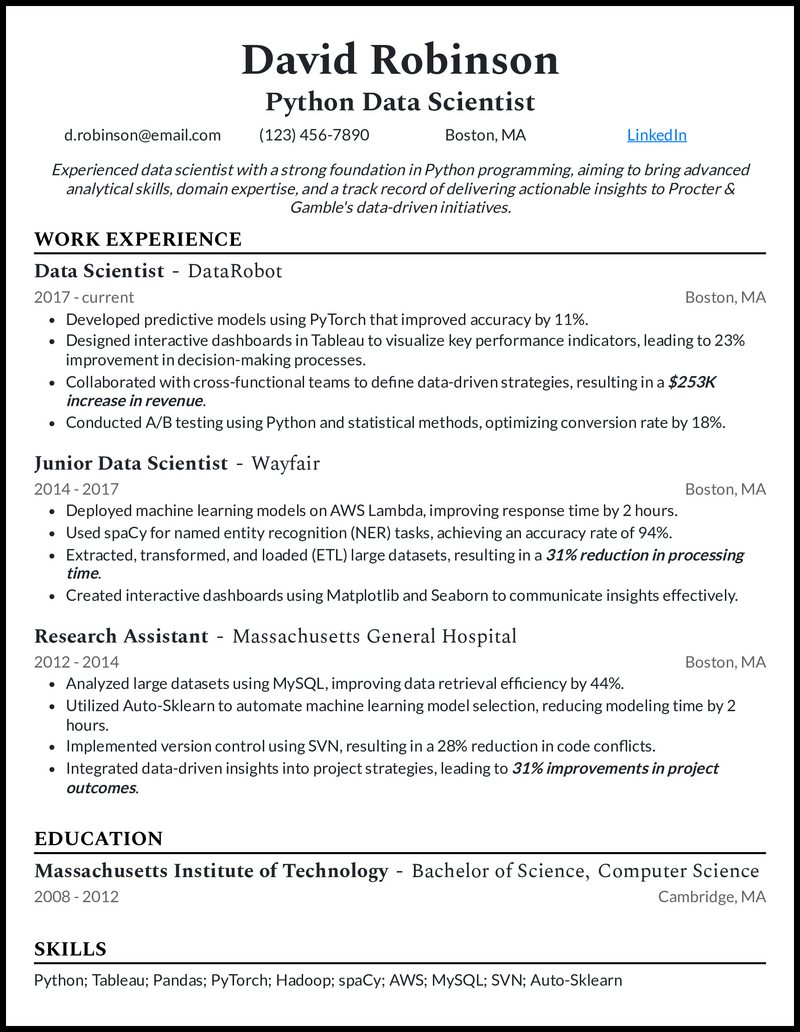 David Robinson
Python Data Scientist
d.robinson@email.com (123) 456-7890 Boston, MA LinkedIn
Experienced data scientist with a strong foundation in Python programming, aiming to bring advanced
analytical skills, domain expertise, and a track record of delivering actionable insights to Procter &
Gamble's data-driven initiatives.
WORK EXPERIENCE
Data Scientist - DataRobot
2017 - current Boston, MA
• Developed predictive models using PyTorch that improved accuracy by 11%.
• Designed interactive dashboards in Tableau to visualize key performance indicators, leading to 23%
improvement in decision-making processes.
• Collaborated with cross-functional teams to define data-driven strategies, resulting in a $253K
increase in revenue.
• Conducted A/B testing using Python and statistical methods, optimizing conversion rate by 18%.
Junior Data Scientist - Wayfair
2014 - 2017 Boston, MA
• Deployed machine learning models on AWS Lambda, improving response time by 2 hours.
• Used spaCy for named entity recognition (NER) tasks, achieving an accuracy rate of 94%.
• Extracted, transformed, and loaded (ETL) large datasets, resulting in a 31% reduction in processing
time.
• Created interactive dashboards using Matplotlib and Seaborn to communicate insights effectively.
Research Assistant - Massachusetts General Hospital
2012 - 2014 Boston, MA
• Analyzed large datasets using MySQL, improving data retrieval efficiency by 44%.
• Utilized Auto-Sklearn to automate machine learning model selection, reducing modeling time by 2
hours.
• Implemented version control using SVN, resulting in a 28% reduction in code conflicts.
• Integrated data-driven insights into project strategies, leading to 31% improvements in project
outcomes.
EDUCATION
Massachusetts Institute of Technology - Bachelor of Science, Computer Science
2008 - 2012 Cambridge, MA
SKILLS
Python; Tableau; Pandas; PyTorch; Hadoop; spaCy; AWS; MySQL; SVN; Auto-Sklearn